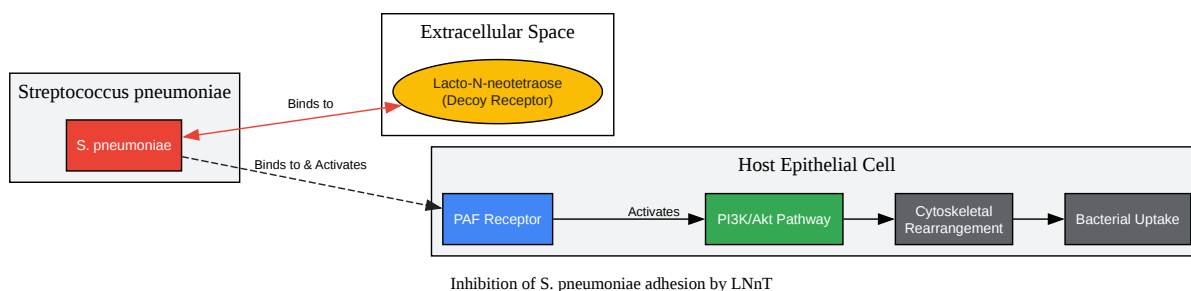 Extracellular Space
Lacto-N-neotetraose
(Decoy Receptor)
Streptococcus pneumoniae
S. pneumoniae
Binds to
Binds to & Activates
Host Epithelial Cell
PAF Receptor
Activates
PI3K/Akt Pathway
Cytoskeletal
Rearrangement
Bacterial Uptake
Inhibition of S. pneumoniae adhesion by LNnT